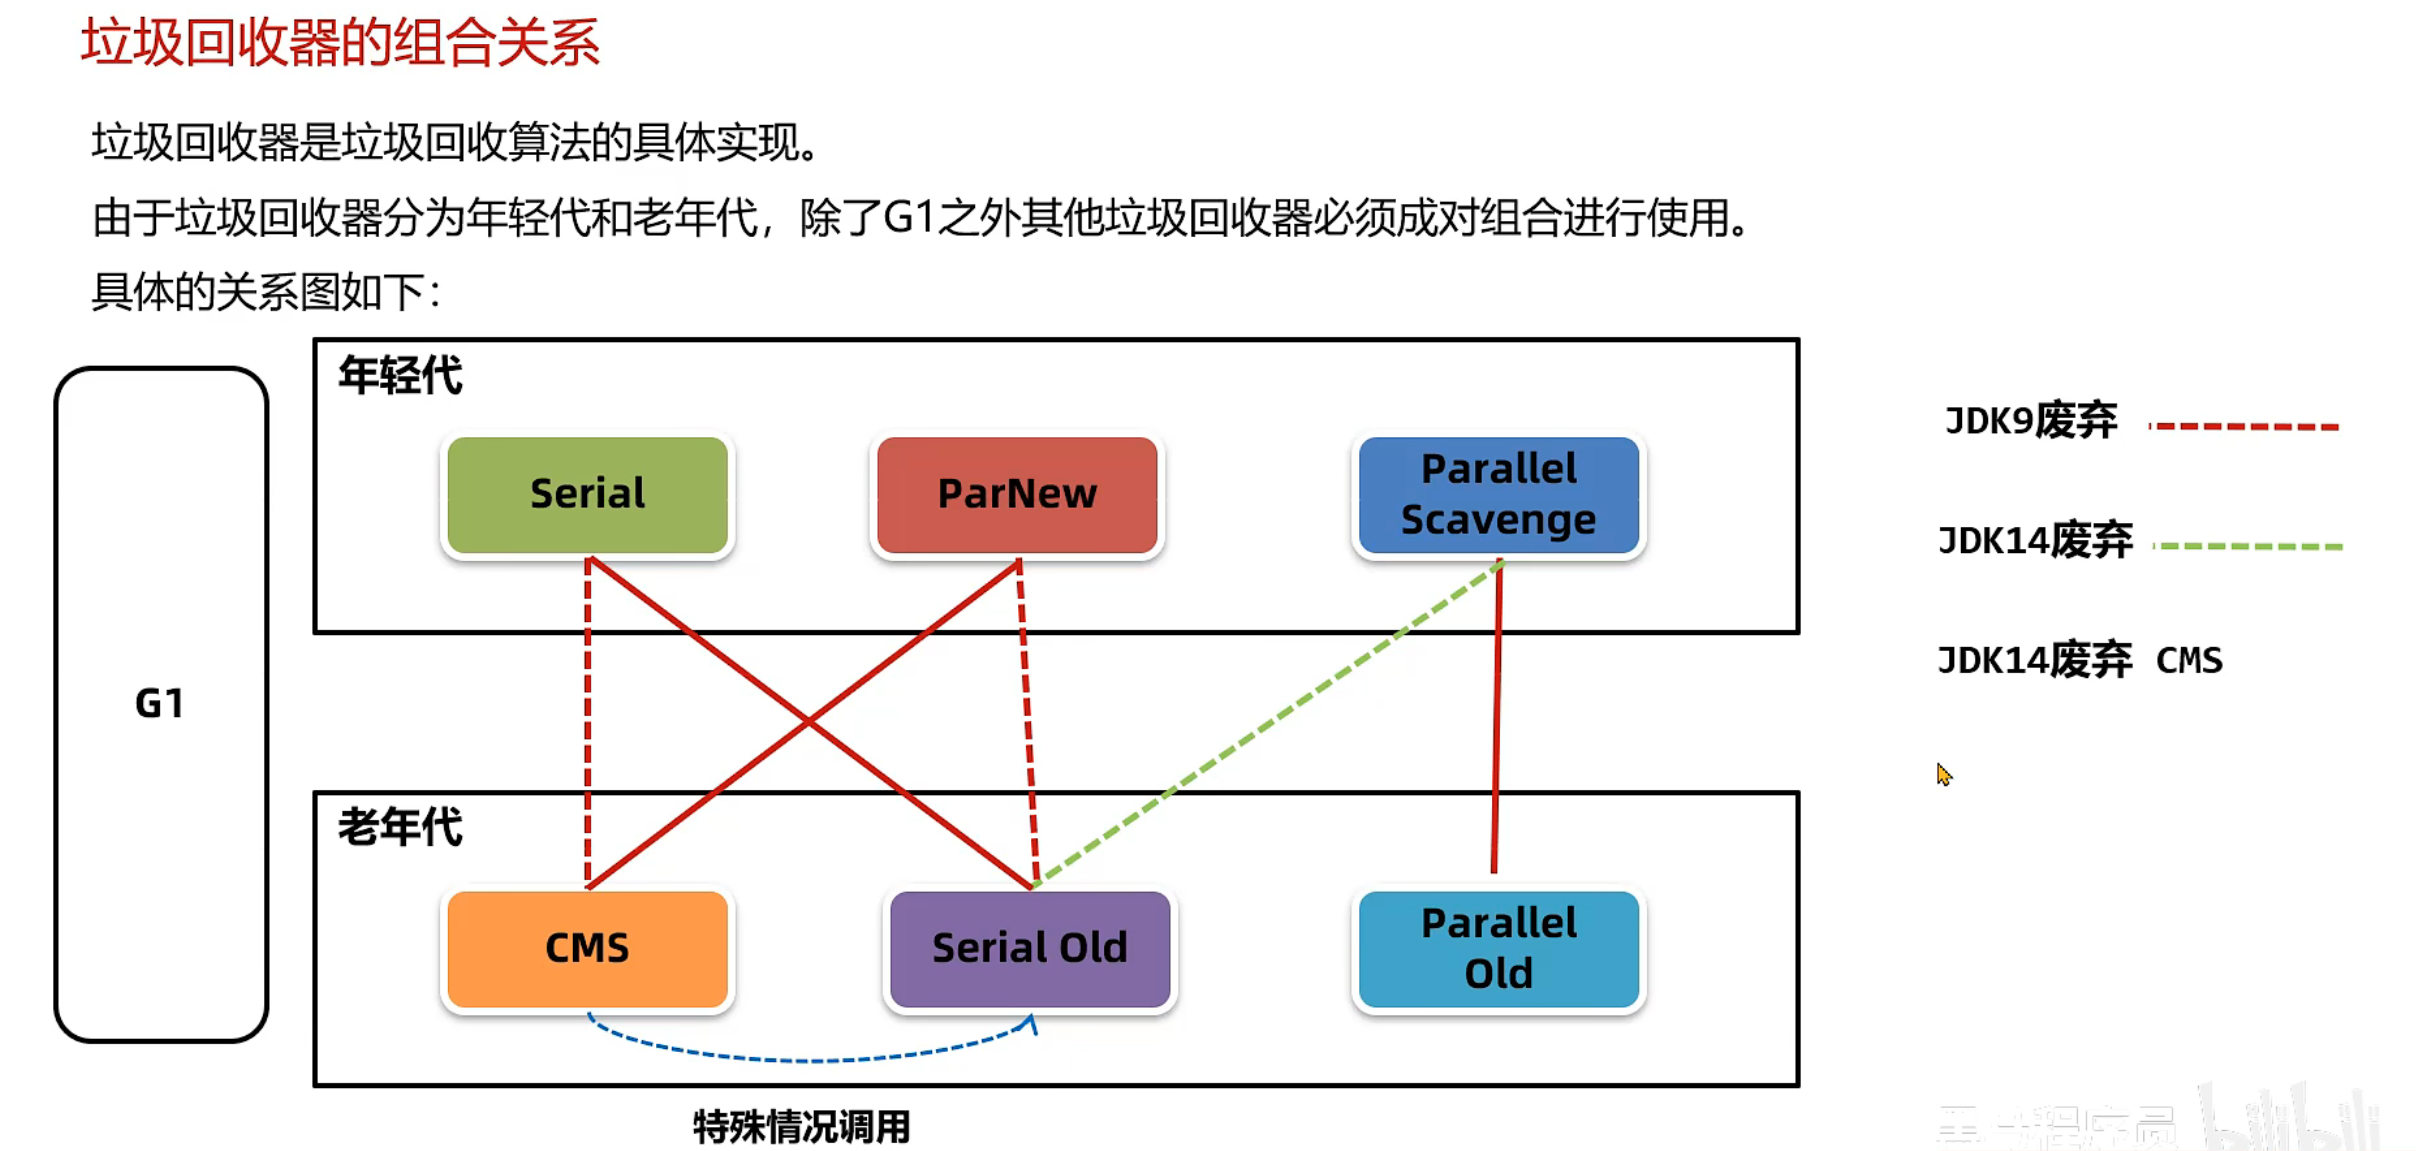 垃圾回收器的组合关系
垃圾回收器是垃圾回收算法的具体实现。
由于垃圾回收器分为年轻代和老年代，除了G1之外其他垃圾回收器必须成对组合进行使用。
具体的关系图如下：
年轻代
Serial
ParNew
Parallel
Scavenge
JDK9废弃
JDK14废弃
JDK14废弃 CMS
G1
老年代
CMS
Serial Old
Parallel
Old
特殊情况调用
bilibili